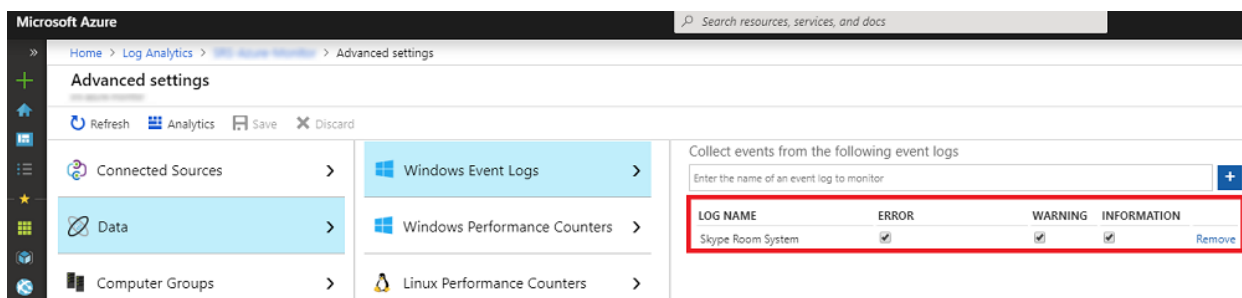 Microsoft Azure
Search resources, services, and docs
Home > Log Analytics > > Advanced settings
Advanced settings
Refresh Analytics Save Discard
Connected Sources
Data
Computer Groups
Windows Event Logs
Windows Performance Counters
Linux Performance Counters
Collect events from the following event logs
Enter the name of an event log to monitor
LOG NAME ERROR WARNING INFORMATION
Skype Room System Remove